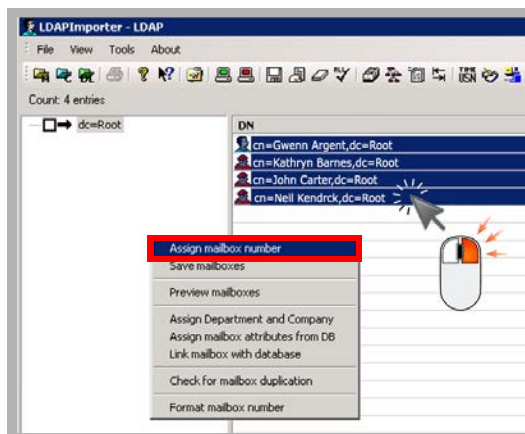 LDAPImporter - LDAP
File View Tools About
TIME
USN
Count: 4 entries
dc=Root
DN
cn=Gwenn Argent,dc=Root
cn=Kathryn Barnes,dc=Root
cn=John Carter,dc=Root
cn=Neil Kendrck,dc=Root
Assign mailbox number
Save mailboxes
Preview mailboxes
Assign Department and Company
Assign mailbox attributes from DB
Link mailbox with database
Check for mailbox duplication
Format mailbox number